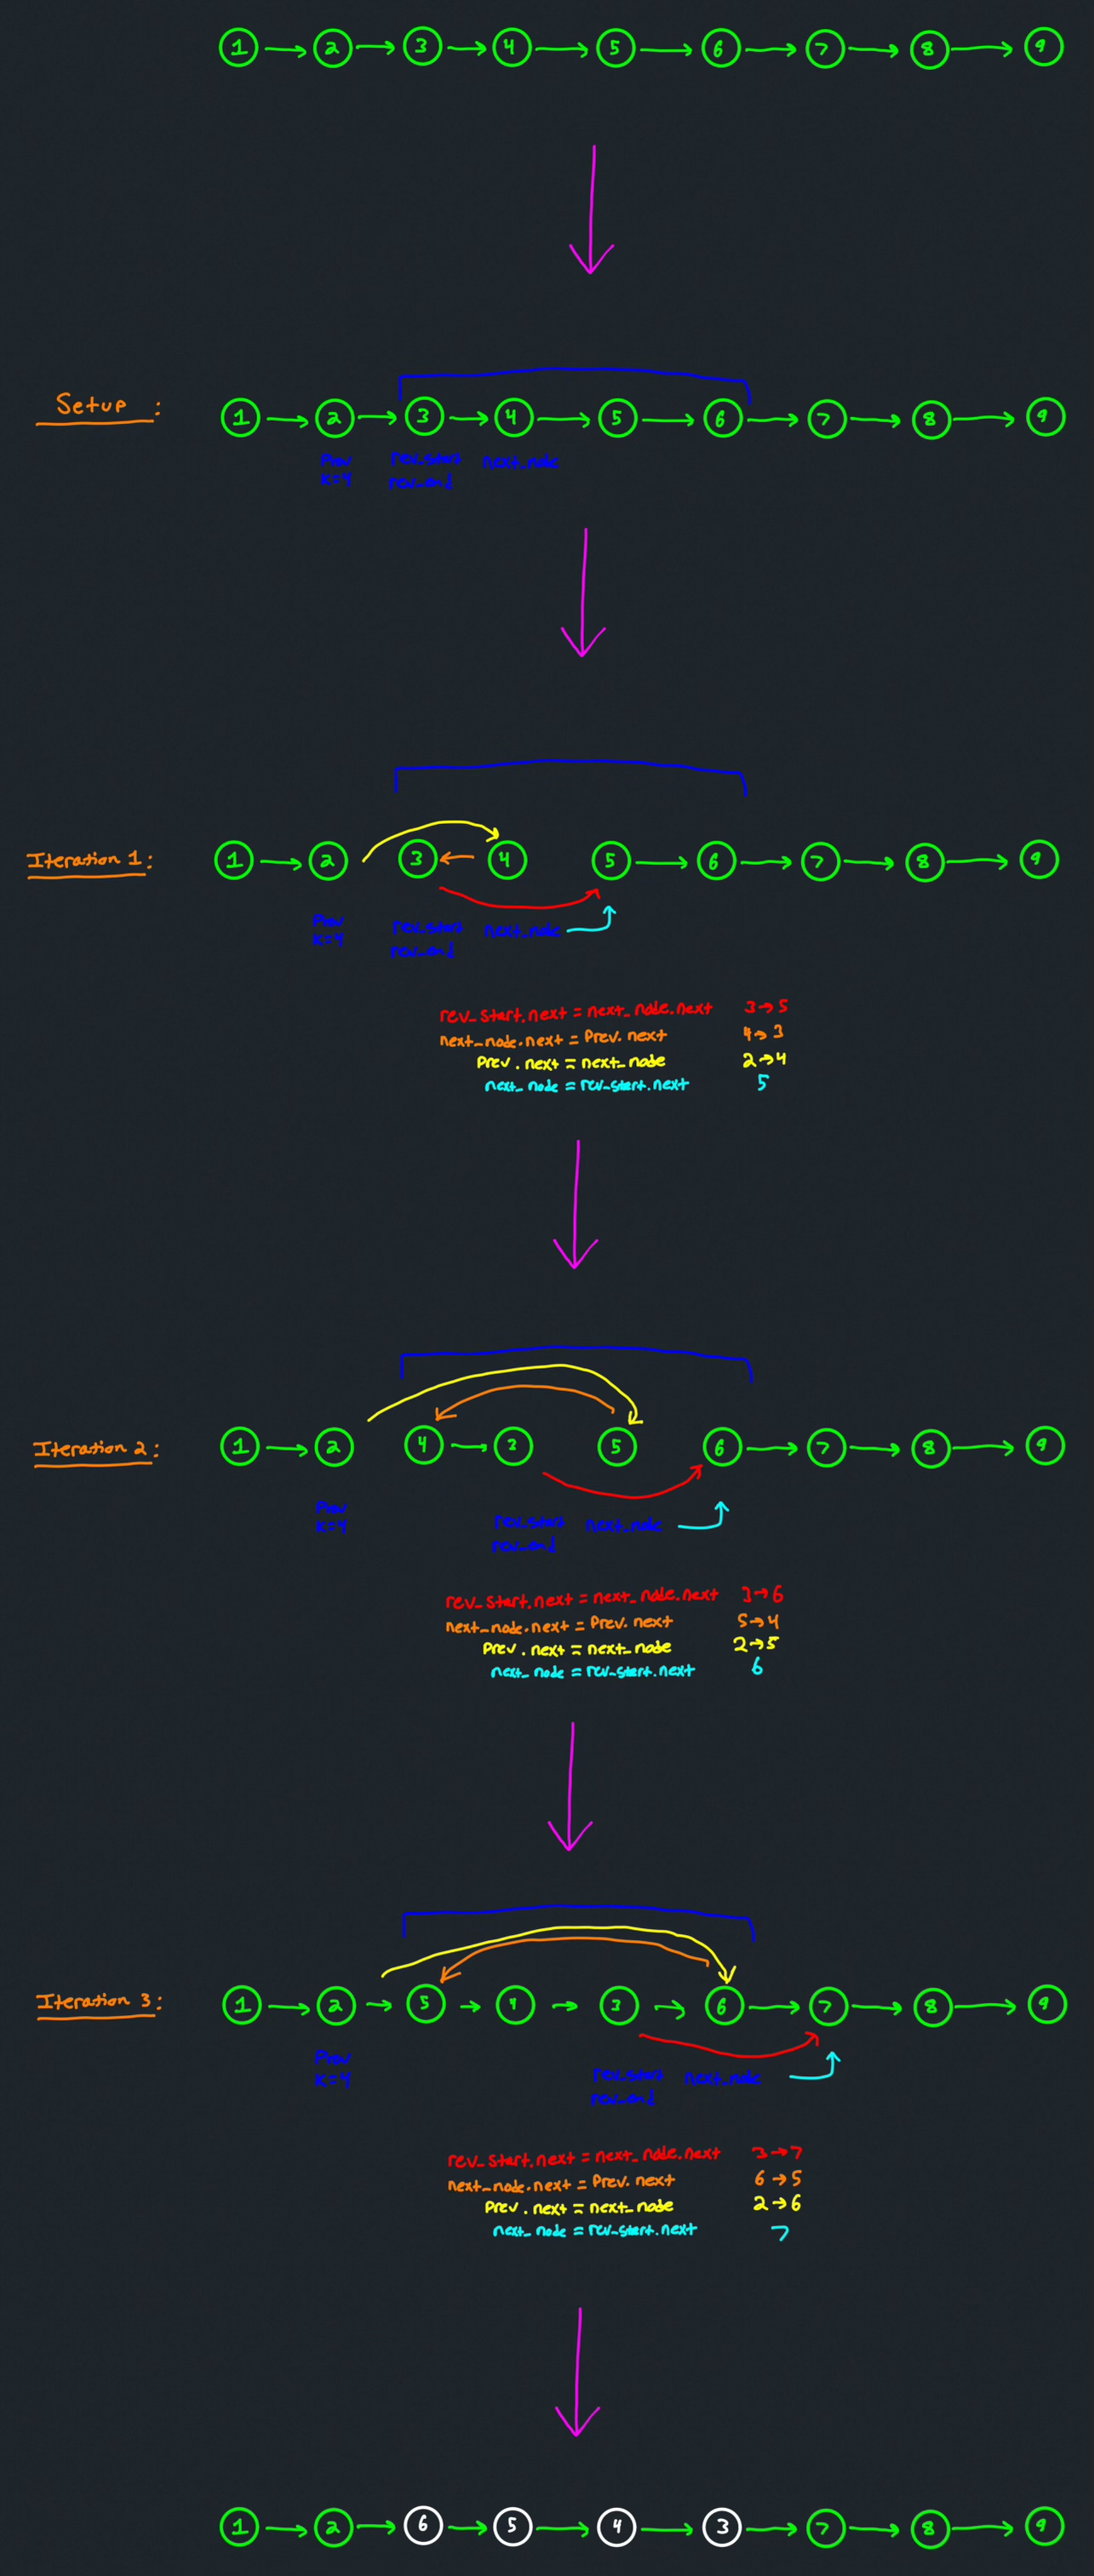 1 → 2 → 3 → 4 → 5 → 6 → 7 → 8 → 9
Setup :
1 → 2 → 3 → 4 → 5 → 6 → 7 → 8 → 9
Prev rev_start next_node
K=4 rev_end
Iteration 1:
1 → 2 3 ← 4 5 → 6 → 7 → 8 → 9
Prev rev_start next_node
K=4 rev_end
rev_start.next = next_node.next 3→5
next_node.next = Prev.next 4→3
Prev.next = next_node 2→4
next_node = rev_start.next 5
Iteration 2:
1 → 2 4 → 3 5 6 → 7 → 8 → 9
Prev rev_start next_node
K=4 rev_end
rev_start.next = next_node.next 3→6
next_node.next = Prev.next 5→4
Prev.next = next_node 2→5
next_node = rev_start.next 6
Iteration 3:
1 → 2 → 5 → 4 → 3 → 6 → 7 → 8 → 9
Prev rev_start next_node
K=4 rev_end
rev_start.next = next_node.next 3→7
next_node.next = Prev.next 6→5
Prev.next = next_node 2→6
next_node = rev_start.next 7
1 → 2 → 6 → 5 → 4 → 3 → 7 → 8 → 9